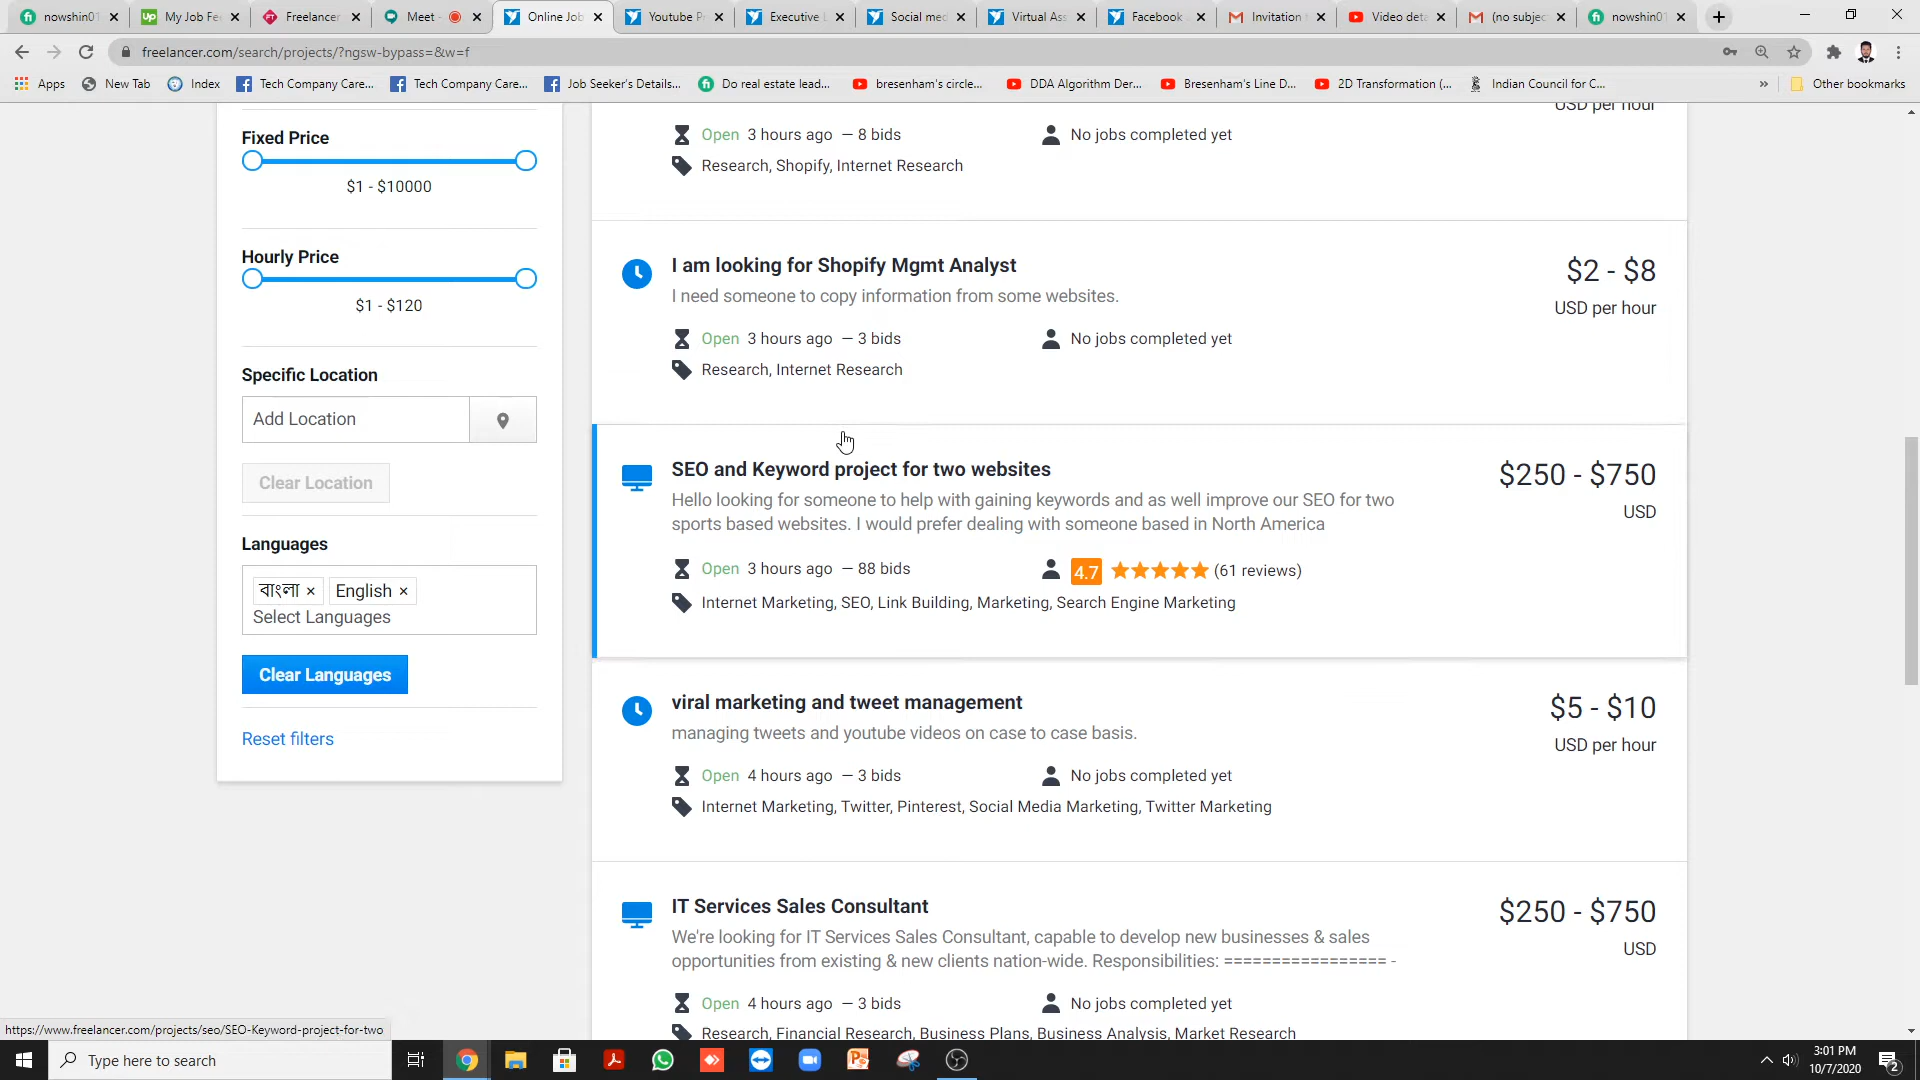 nowshin01
My Job Fe
Freelancer
Meet -
Online Job
Youtube P
Executive
Social med
Virtual Ass
Facebook
Invitation
Video deta
(no subjec
nowshin01
freelancer.com/search/projects/?ngsw-bypass=&w=f
Apps
New Tab
Index
Tech Company Care...
Tech Company Care...
Job Seeker's Details...
Do real estate lead...
bresenham's circle...
DDA Algorithm Der...
Bresenham's Line D...
2D Transformation (...
Indian Council for C...
»
Other bookmarks
Fixed Price
$1 - $10000
Hourly Price
$1 - $120
Specific Location
Add Location
Clear Location
Languages
বাংলা × English ×
Select Languages
Clear Languages
Reset filters
USD per hour
Open 3 hours ago — 8 bids
No jobs completed yet
Research, Shopify, Internet Research
I am looking for Shopify Mgmt Analyst
$2 - $8
I need someone to copy information from some websites.
USD per hour
Open 3 hours ago — 3 bids
No jobs completed yet
Research, Internet Research
SEO and Keyword project for two websites
$250 - $750
Hello looking for someone to help with gaining keywords and as well improve our SEO for two
sports based websites. I would prefer dealing with someone based in North America
USD
Open 3 hours ago — 88 bids
4.7 (61 reviews)
Internet Marketing, SEO, Link Building, Marketing, Search Engine Marketing
viral marketing and tweet management
$5 - $10
managing tweets and youtube videos on case to case basis.
USD per hour
Open 4 hours ago — 3 bids
No jobs completed yet
Internet Marketing, Twitter, Pinterest, Social Media Marketing, Twitter Marketing
IT Services Sales Consultant
$250 - $750
We're looking for IT Services Sales Consultant, capable to develop new businesses & sales
opportunities from existing & new clients nation-wide. Responsibilities: ================= -
USD
Open 4 hours ago — 3 bids
No jobs completed yet
Research, Financial Research, Business Plans, Business Analysis, Market Research
https://www.freelancer.com/projects/seo/SEO-Keyword-project-for-two
Type here to search
3:01 PM
10/7/2020
2